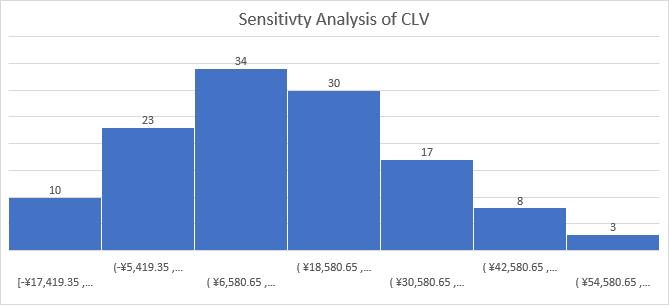 Sensitivty Analysis of CLV
34
30
23
17
10
8
3
[-¥17,419.35 ,...
(-¥5,419.35 ,...
( ¥6,580.65 ,...
( ¥18,580.65 ,...
( ¥30,580.65 ,...
( ¥42,580.65 ,...
( ¥54,580.65 ,...